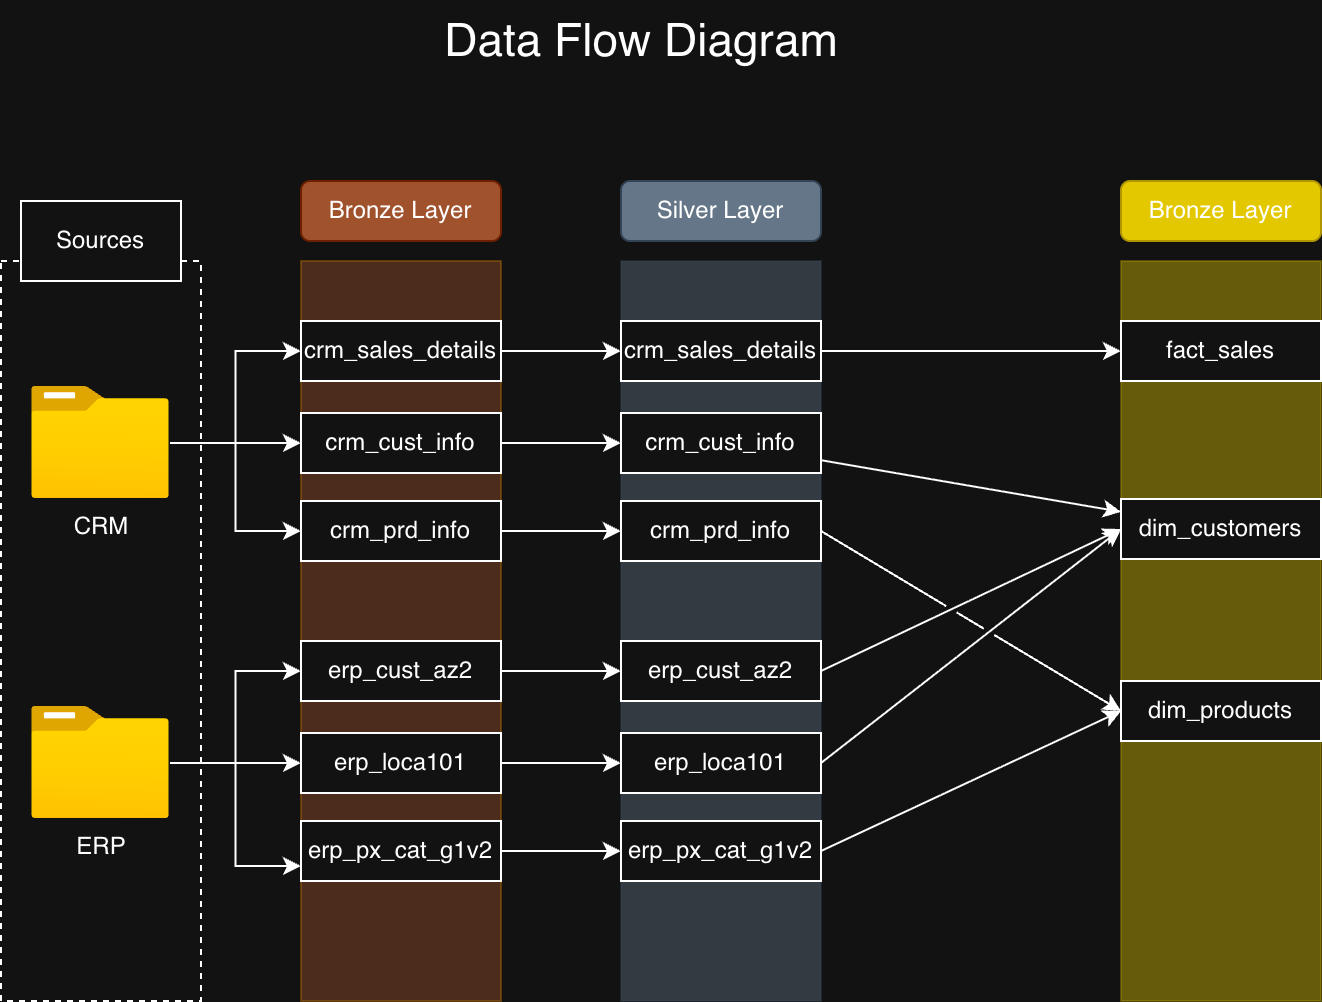 Data Flow Diagram
Sources
Bronze Layer
Silver Layer
Bronze Layer
crm_sales_details
crm_sales_details
fact_sales
crm_cust_info
crm_cust_info
CRM
crm_prd_info
crm_prd_info
dim_customers
erp_cust_az2
erp_cust_az2
dim_products
erp_loca101
erp_loca101
ERP
erp_px_cat_g1v2
erp_px_cat_g1v2